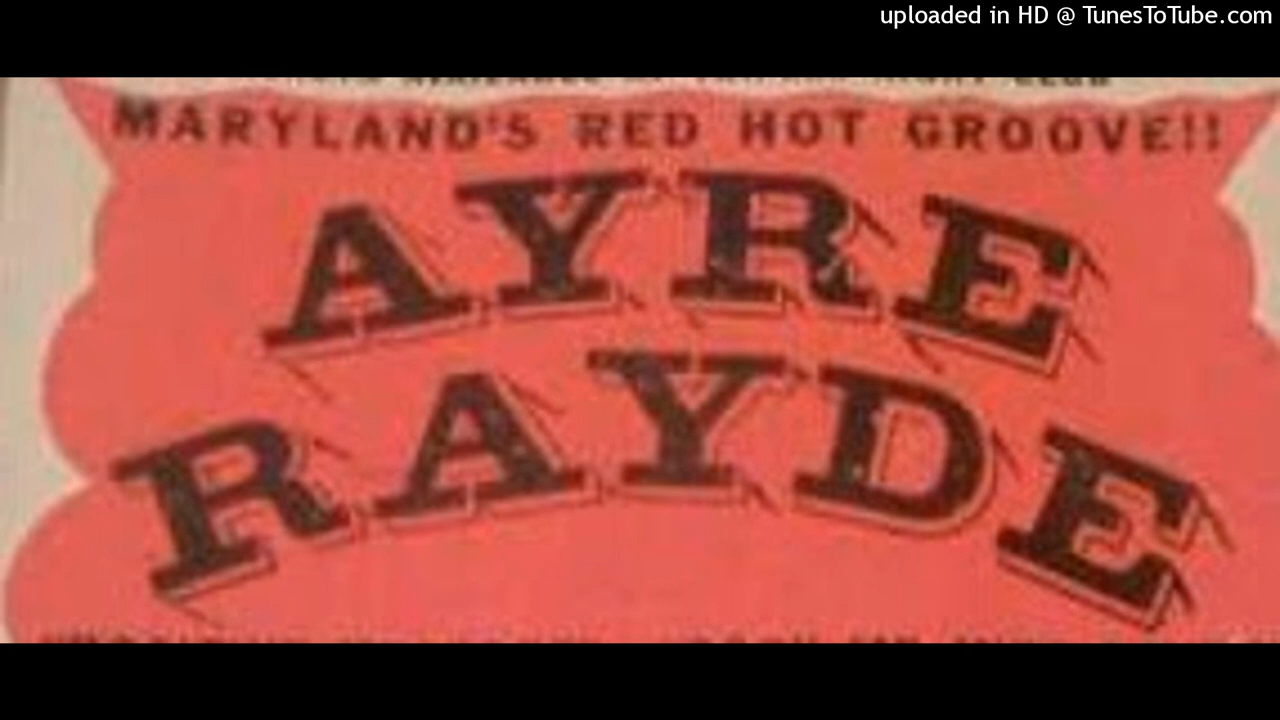 uploaded in HD @ TunesToTube.com
MARYLAND'S RED HOT GROOVE!!
AYRE
RAYDE